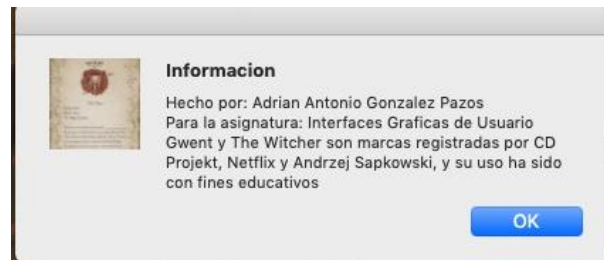 Informacion
Hecho por: Adrian Antonio Gonzalez Pazos
Para la asignatura: Interfaces Graficas de Usuario
Gwent y The Witcher son marcas registradas por CD
Projekt, Netflix y Andrzej Sapkowski, y su uso ha sido
con fines educativos
OK